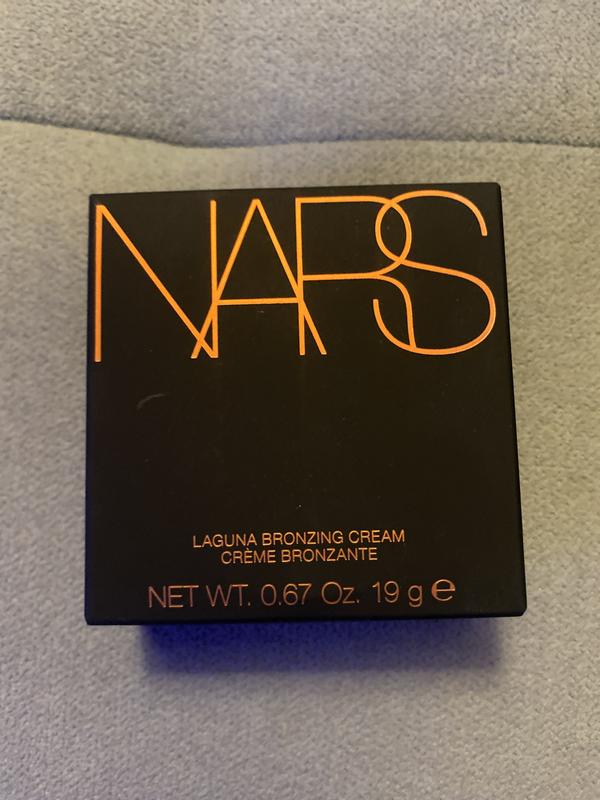 NARS
LAGUNA BRONZING CREAM
CRÈME BRONZANTE
NET WT. 0.67 Oz. 19 g ℮